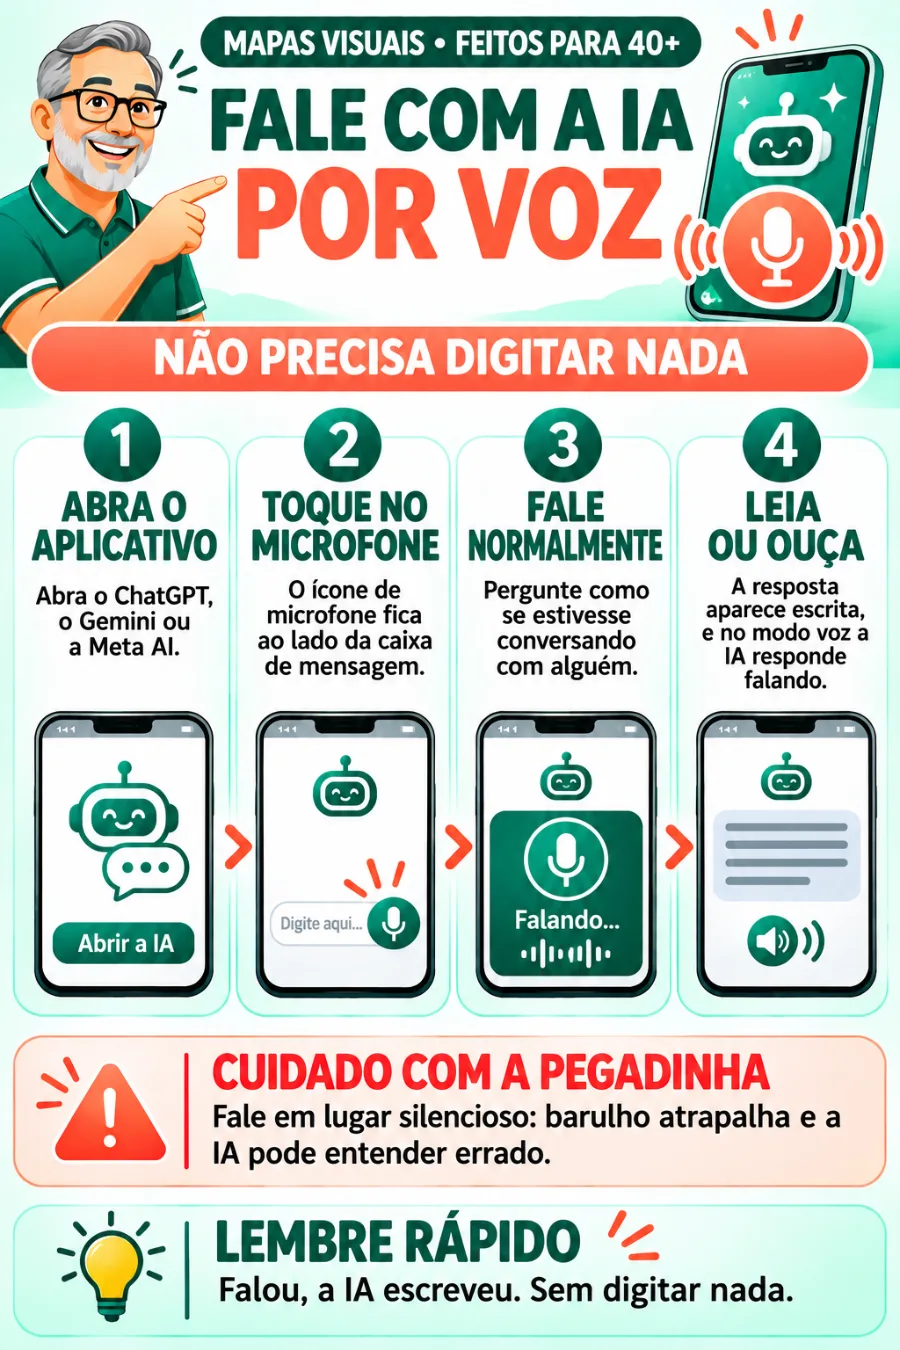 MAPAS VISUAIS • FEITOS PARA 40+
FALE COM A IA
POR VOZ
NÃO PRECISA DIGITAR NADA
1
ABRA O
APLICATIVO
Abra o ChatGPT,
o Gemini ou
a Meta AI.
Abrir a IA
2
TOQUE NO
MICROFONE
O ícone de
microfone fica
ao lado da caixa
de mensagem.
Digite aqui...
3
FALE
NORMALMENTE
Pergunte como
se estivesse
conversando
com alguém.
Falando...
4
LEIA
OU OUÇA
A resposta
aparece escrita,
e no modo voz a
IA responde
falando.
CUIDADO COM A PEGADINHA
Fale em lugar silencioso: barulho atrapalha e a
IA pode entender errado.
LEMBRE RÁPIDO
Falou, a IA escreveu. Sem digitar nada.